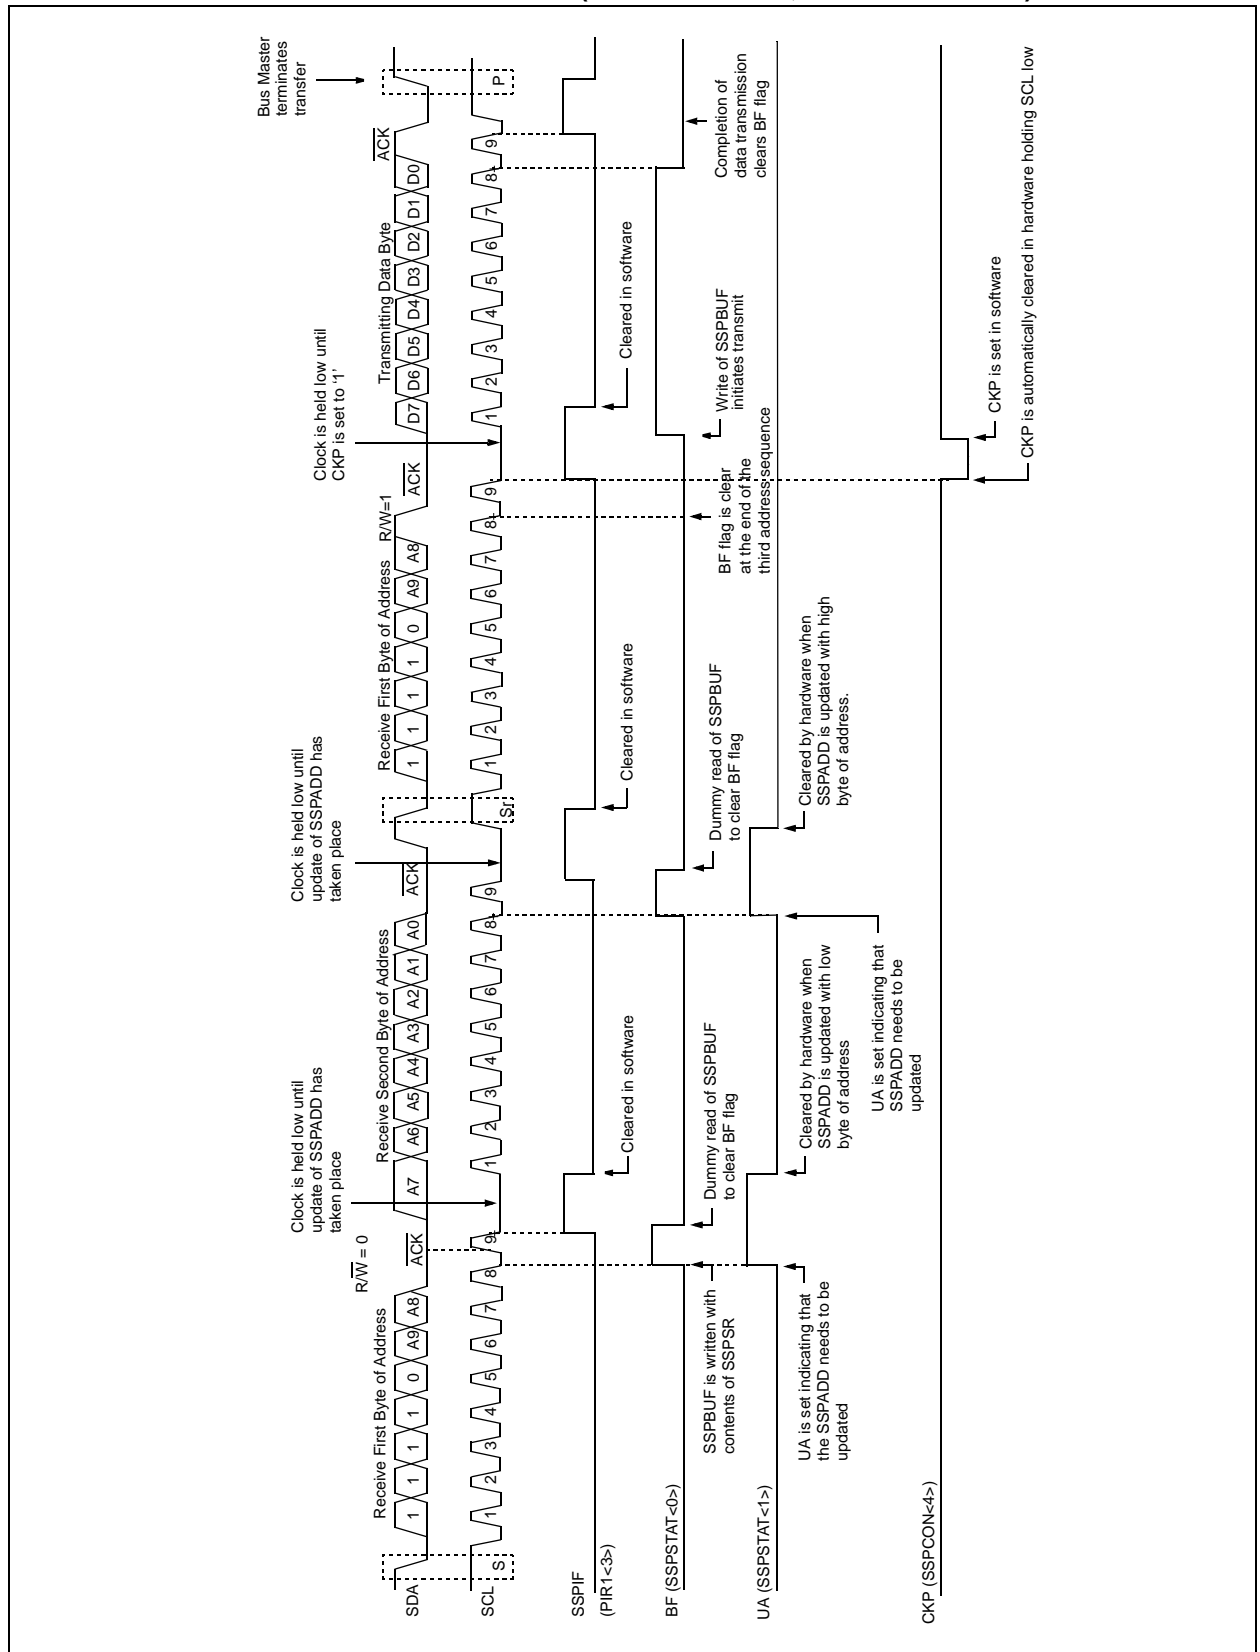 Bus Master
terminates
transfer
Clock is held low until
CKP is set to '1'
Clock is held low until
update of SSPADD has
taken place
Clock is held low until
update of SSPADD has
taken place
R/W = 0
Receive First Byte of Address
Receive Second Byte of Address
Receive First Byte of Address
R/W=1
Transmitting Data Byte
SDA
1 1 1 1 0 A9 A8 ACK A7 A6 A5 A4 A3 A2 A1 A0 ACK 1 1 1 1 0 A9 A8 ACK D7 D6 D5 D4 D3 D2 D1 D0 ACK
SCL
S 1 2 3 4 5 6 7 8 9 1 2 3 4 5 6 7 8 9 Sr 1 2 3 4 5 6 7 8 9 1 2 3 4 5 6 7 8 9 P
SSPIF
(PIR1<3>)
Cleared in software
Cleared in software
Cleared in software
BF (SSPSTAT<0>)
SSPBUF is written with
contents of SSPSR
Dummy read of SSPBUF
to clear BF flag
Dummy read of SSPBUF
to clear BF flag
BF flag is clear
at the end of the
third address sequence
Write of SSPBUF
initiates transmit
Completion of
data transmission
clears BF flag
UA (SSPSTAT<1>)
UA is set indicating that
the SSPADD needs to be
updated
Cleared by hardware when
SSPADD is updated with low
byte of address
UA is set indicating that
SSPADD needs to be
updated
Cleared by hardware when
SSPADD is updated with high
byte of address.
CKP (SSPCON<4>)
CKP is set in software
CKP is automatically cleared in hardware holding SCL low